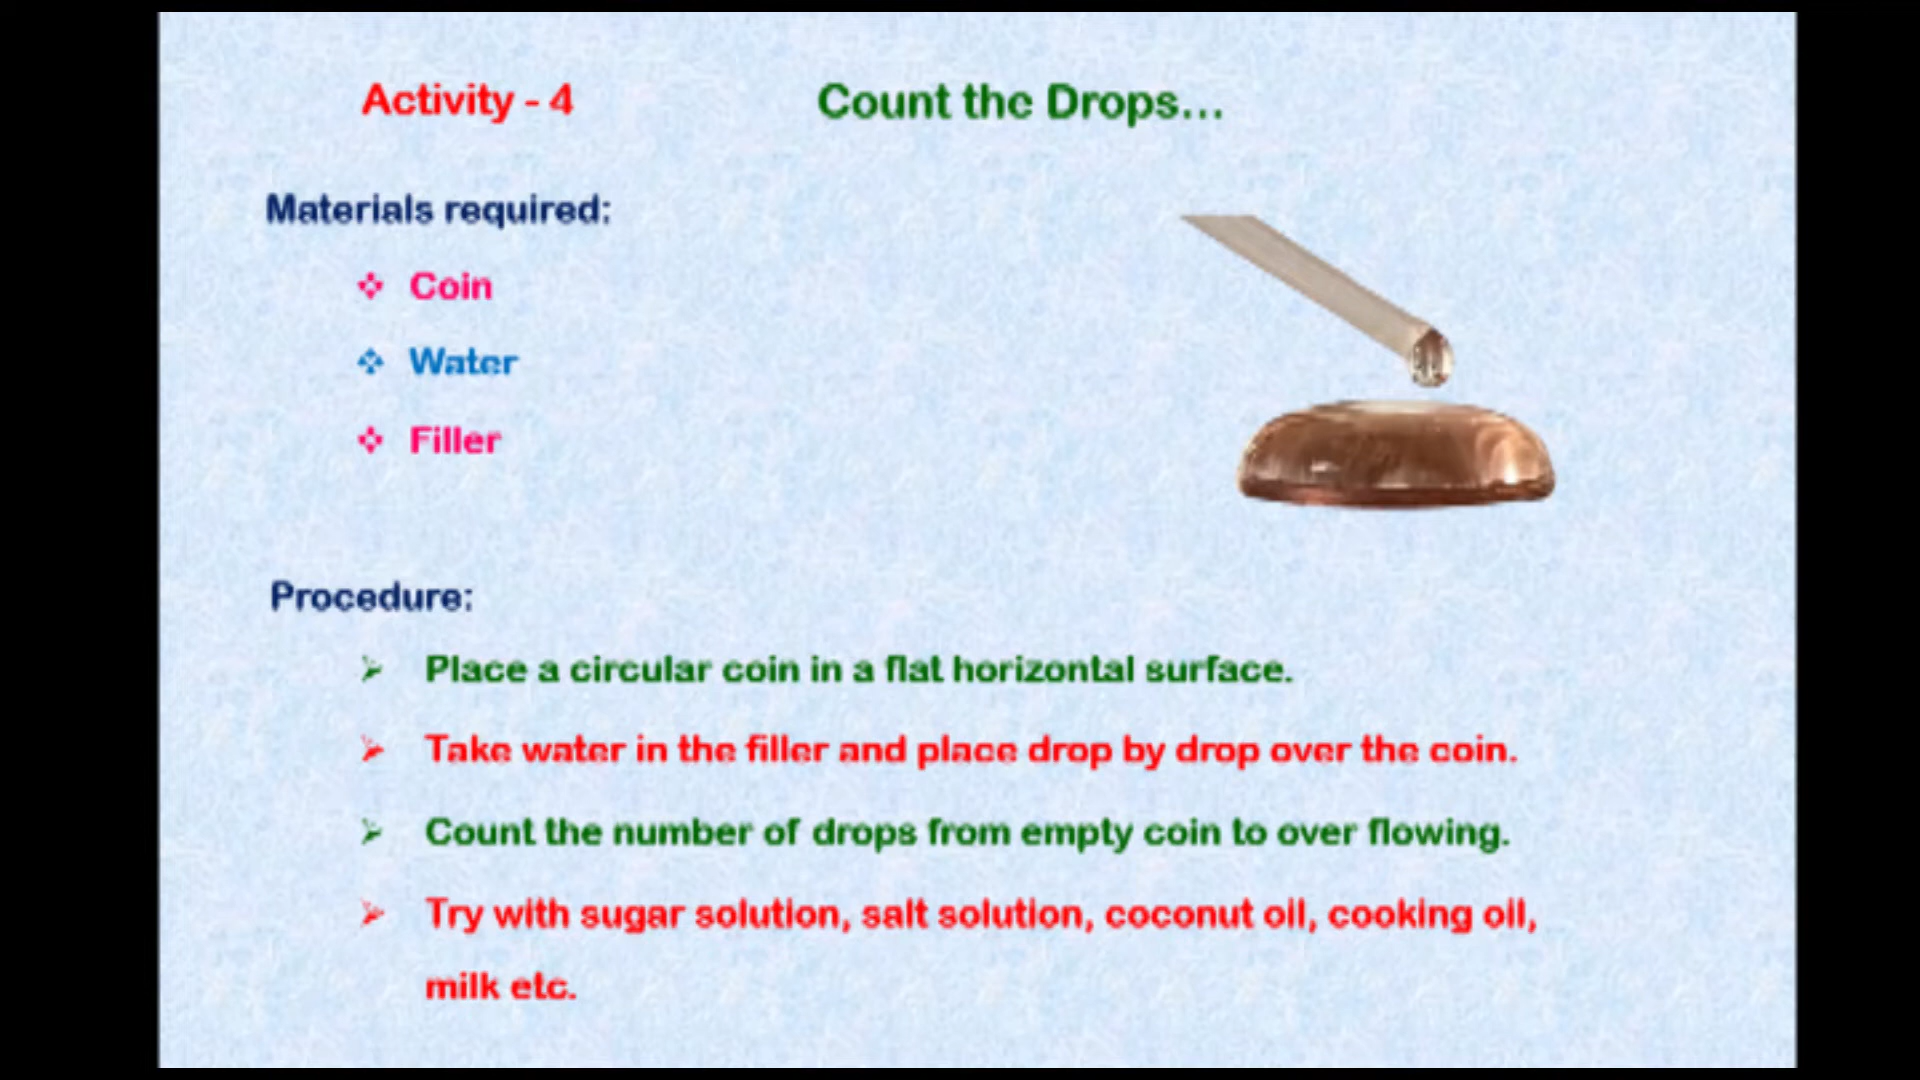 Activity - 4
Count the Drops...
Materials required:
Coin
Water
Filler
Procedure:
Place a circular coin in a flat horizontal surface.
Take water in the filler and place drop by drop over the coin.
Count the number of drops from empty coin to over flowing.
Try with sugar solution, salt solution, coconut oil, cooking oil,
milk etc.